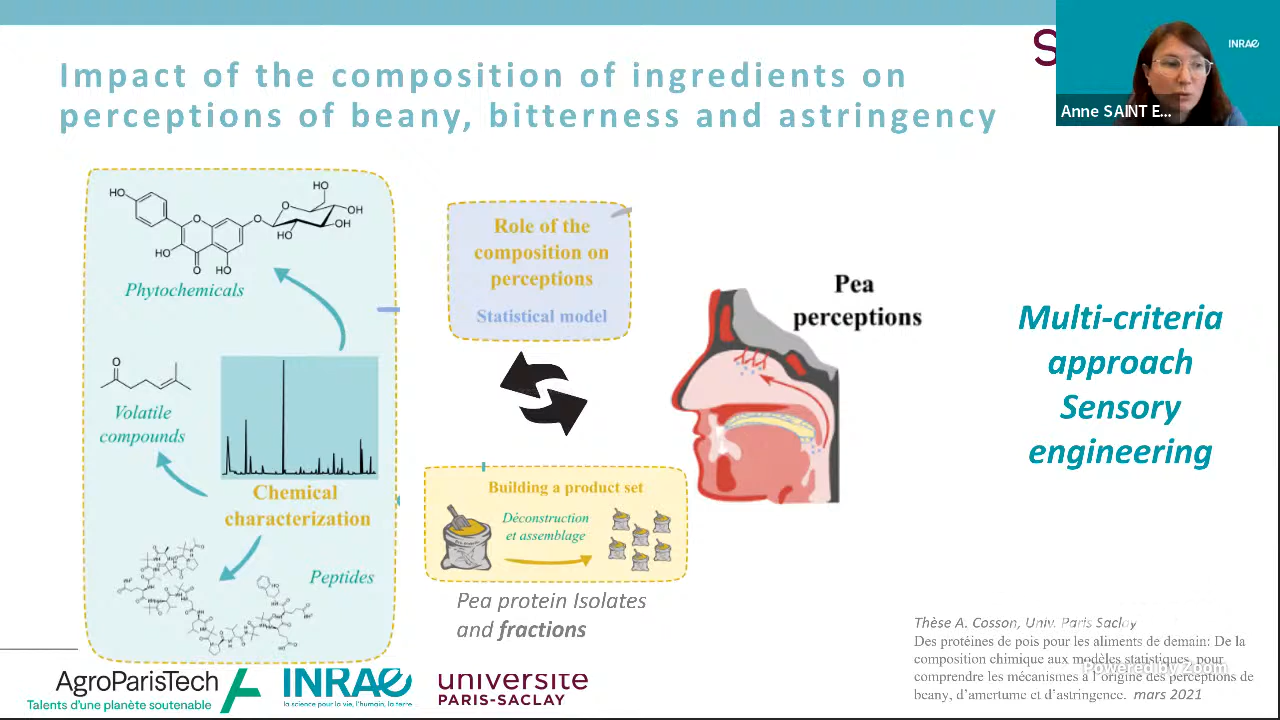 Impact of the composition of ingredients on
perceptions of beany, bitterness and astringency
S
INRAE
Anne SAINT E...
HO
HO
O
O
O
OH
OH
HO
HO
O
OH
Phytochemicals
O
Volatile
compounds
Chemical
characterization
Peptides
Role of the
composition on
perceptions
Statistical model
Building a product set
Déconstruction
et assemblage
Pea protein Isolates
and fractions
Pea
perceptions
Multi-criteria
approach
Sensory
engineering
Thèse A. Cosson, Univ. Paris Saclay
Des protéines de pois pour les aliments de demain: De la
composition chimique aux modèles statistiques, pour
comprendre les mécanismes à l'origine des perceptions de
beany, d'amertume et d'astringence. mars 2021
Powered by Zoom
AgroParisTech
Talents d'une planète soutenable
INRAE
la science pour la vie, l'humain, la terre
universite
PARIS-SACLAY